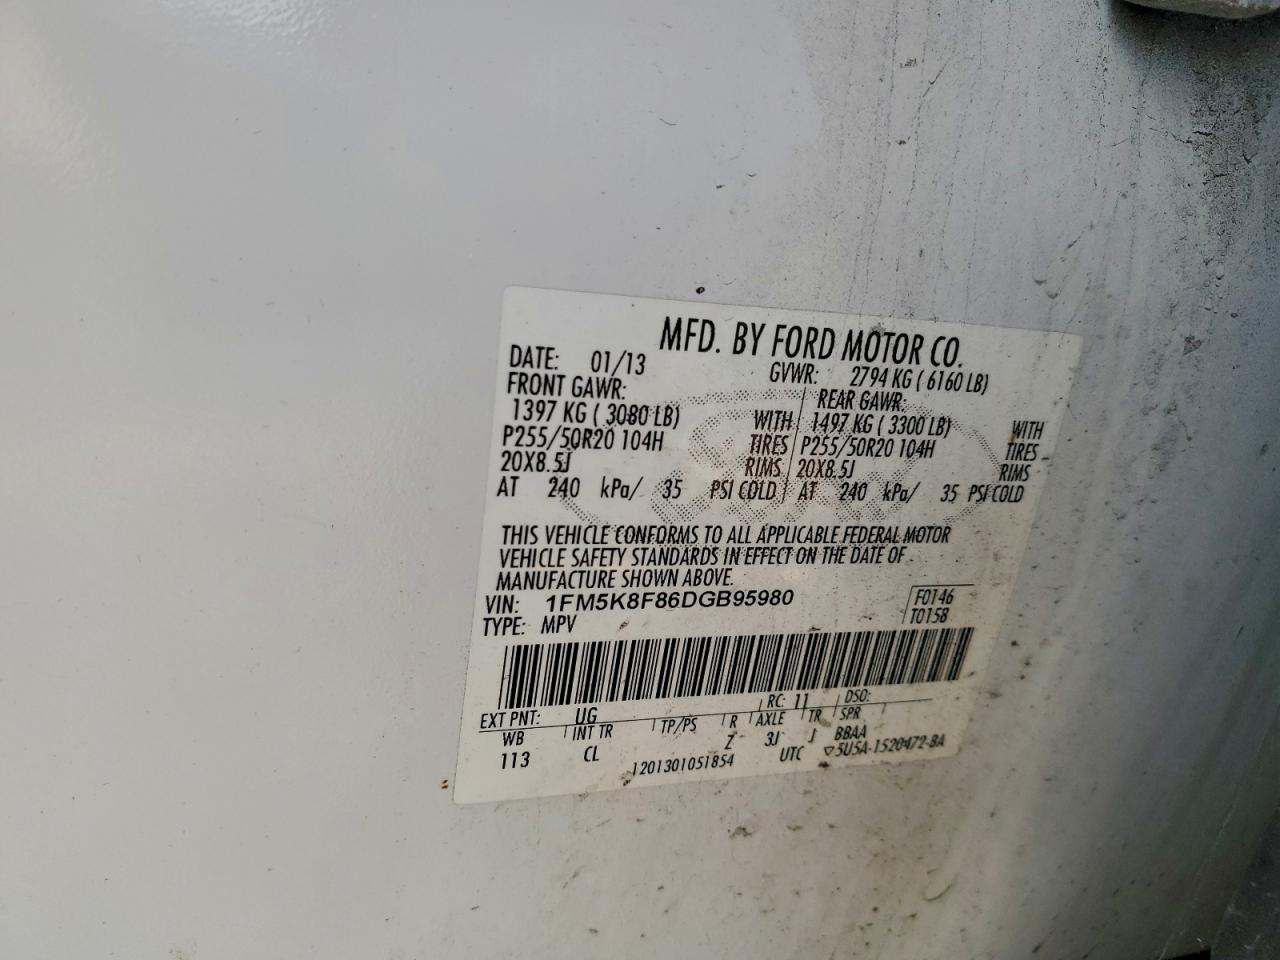 MFD. BY FORD MOTOR CO.
DATE: 01/13 GVWR: 2794 KG ( 6160 LB)
FRONT GAWR: REAR GAWR:
1397 KG ( 3080 LB) WITH 1497 KG ( 3300 LB) WITH
P255/50R20 104H TIRES P255/50R20 104H TIRES
20X8.5J RIMS 20X8.5J RIMS
AT 240 kPa/ 35 PSI COLD AT 240 kPa/ 35 PSI COLD
THIS VEHICLE CONFORMS TO ALL APPLICABLE FEDERAL MOTOR
VEHICLE SAFETY STANDARDS IN EFFECT ON THE DATE OF
MANUFACTURE SHOWN ABOVE.
VIN: 1FM5K8F86DGB95980 F0146
TYPE: MPV T0158
EXT PNT: UG RC: 11 DSO:
WB INT TR TP/PS R AXLE TR SPR
113 CL Z 3J J BBAA
1201301051854 UTC ▽5U5A-1520472-BA